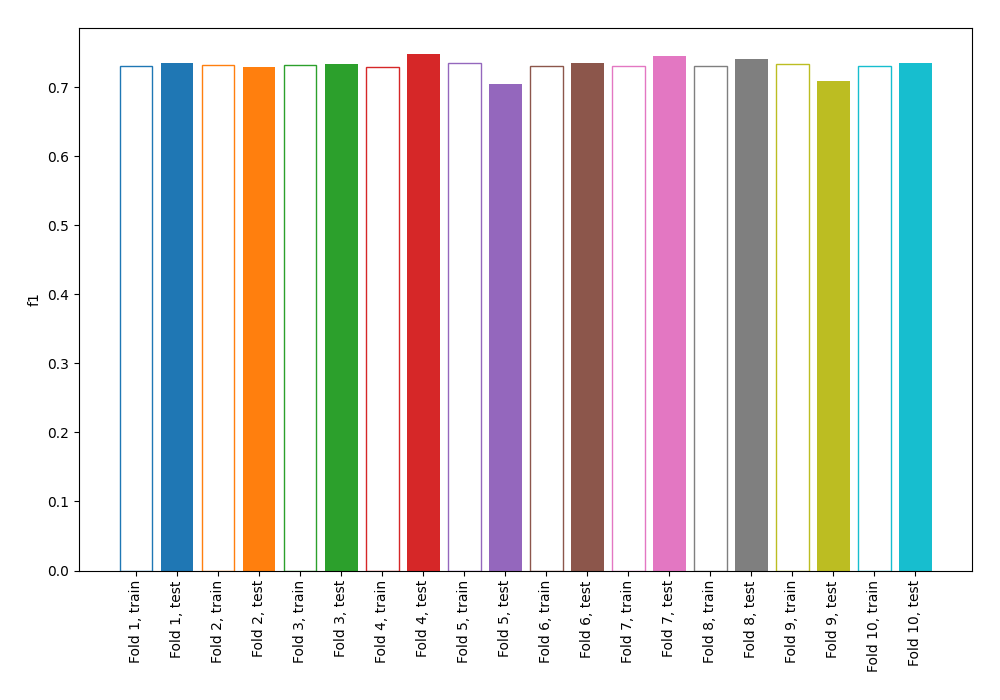 f1
0.7
0.6
0.5
0.4
0.3
0.2
0.1
0.0
Fold 1, train
Fold 1, test
Fold 2, train
Fold 2, test
Fold 3, train
Fold 3, test
Fold 4, train
Fold 4, test
Fold 5, train
Fold 5, test
Fold 6, train
Fold 6, test
Fold 7, train
Fold 7, test
Fold 8, train
Fold 8, test
Fold 9, train
Fold 9, test
Fold 10, train
Fold 10, test